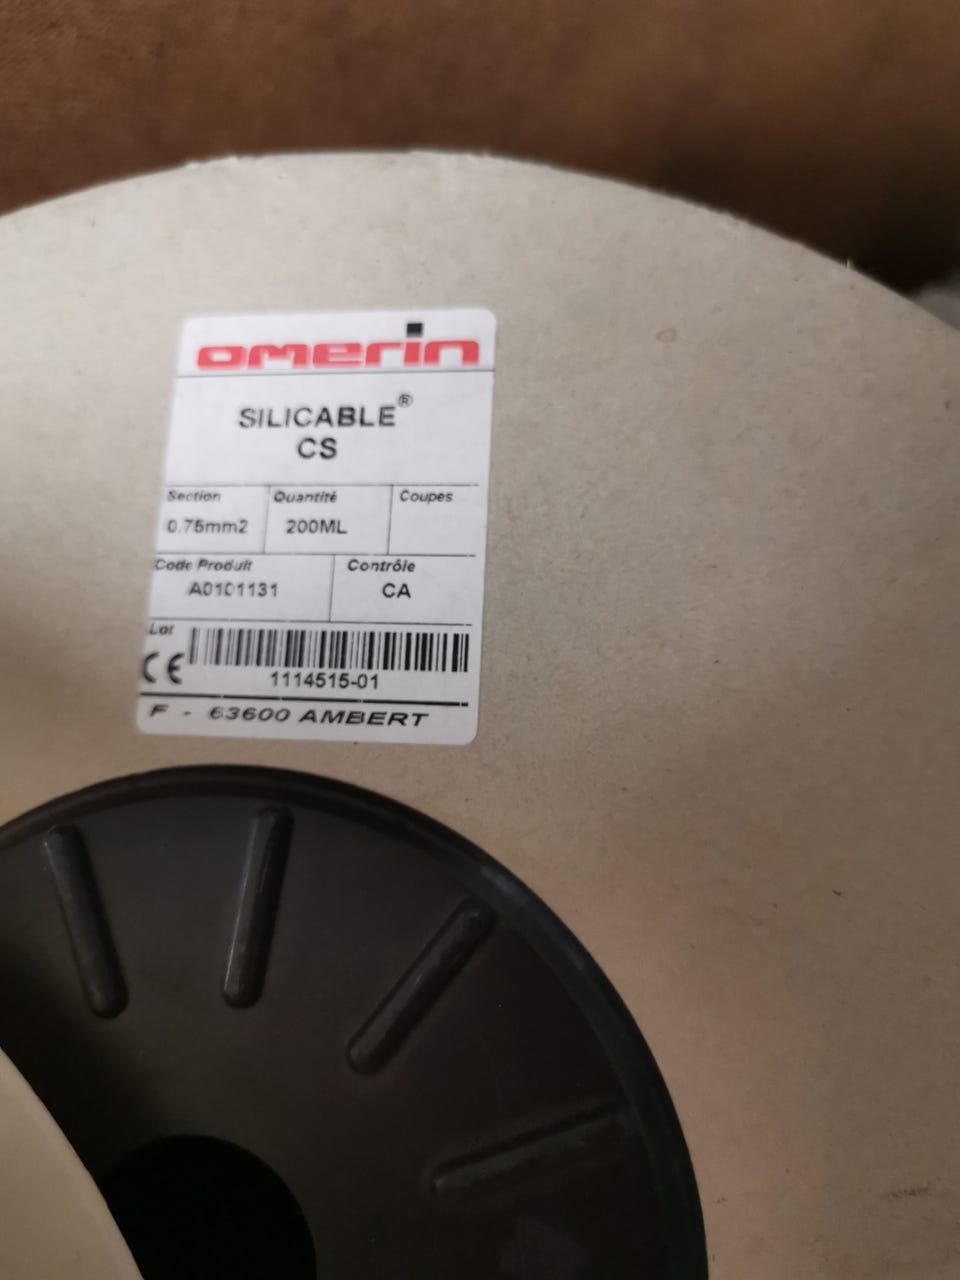 omerin
SILICABLE®
CS
Section Quantité Coupes
0.75mm2 200ML
Code Produit Contrôle
A0101131 CA
Lot
CE
1114515-01
F - 63600 AMBERT